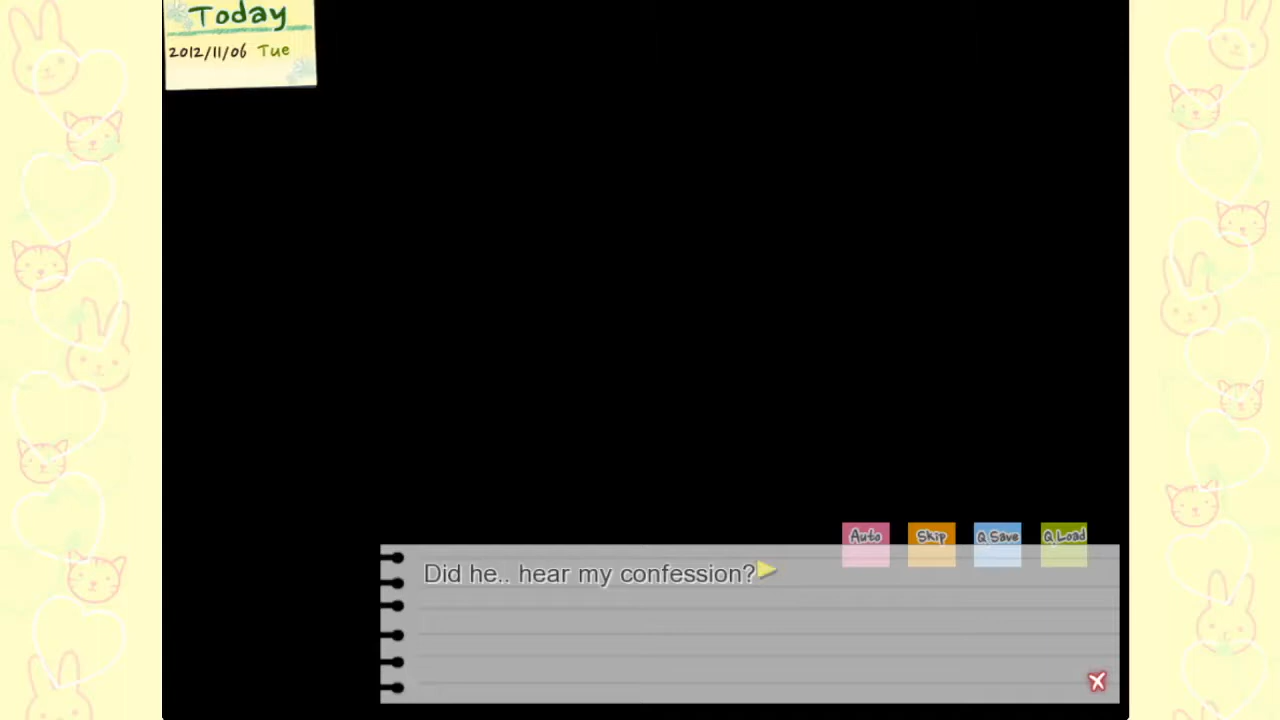 Today
2012/11/06 Tue
Auto Skip Q.Save Q.Load
Did he.. hear my confession?